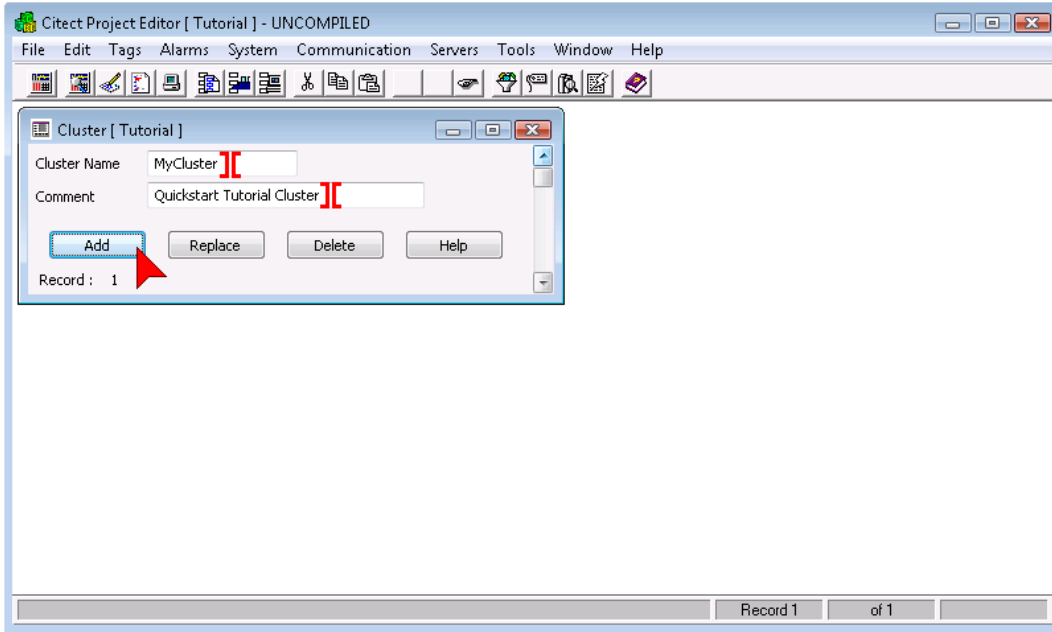 Citect Project Editor [ Tutorial ] - UNCOMPILED
File Edit Tags Alarms System Communication Servers Tools Window Help
Cluster [ Tutorial ]
Cluster Name MyCluster
Comment Quickstart Tutorial Cluster
Add Replace Delete Help
Record : 1
Record 1 of 1